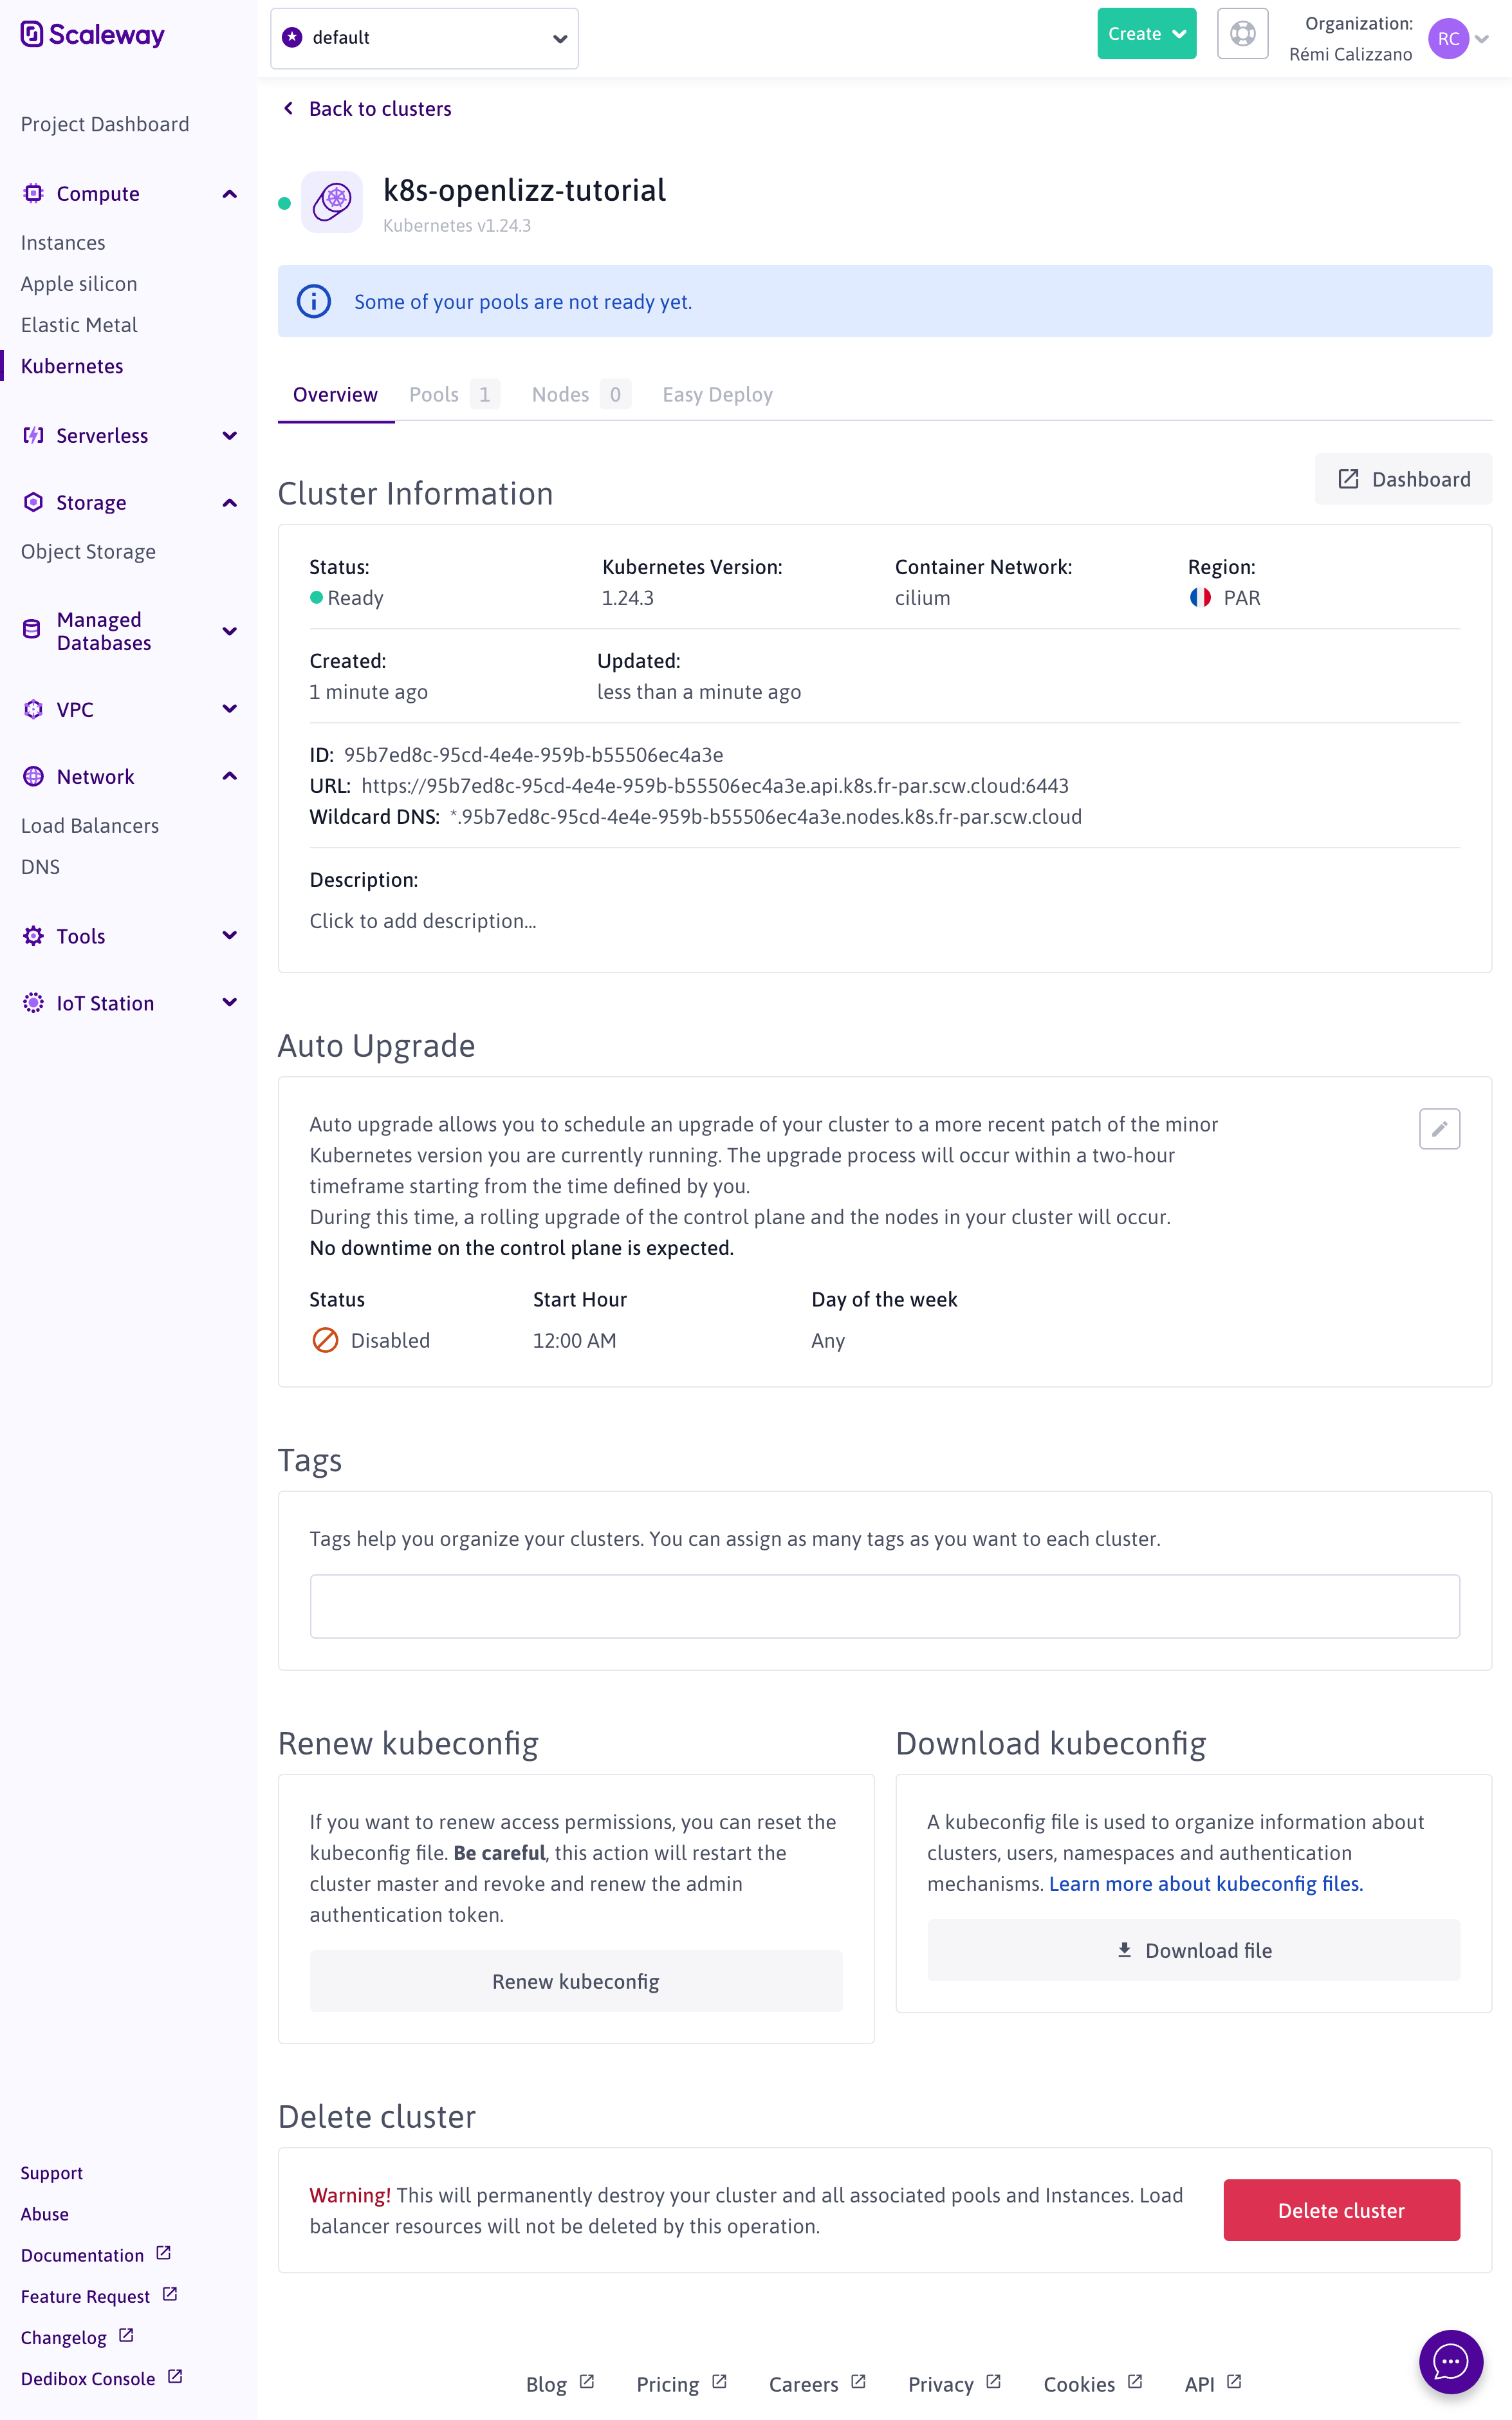 Scaleway
default
Create
Organization:
Rémi Calizzano
RC
Project Dashboard
Compute
Instances
Apple silicon
Elastic Metal
Kubernetes
Serverless
Storage
Object Storage
Managed
Databases
VPC
Network
Load Balancers
DNS
Tools
IoT Station
Support
Abuse
Documentation
Feature Request
Changelog
Dedibox Console
Back to clusters
k8s-openlizz-tutorial
Kubernetes v1.24.3
Some of your pools are not ready yet.
Overview Pools 1 Nodes 0 Easy Deploy
Cluster Information
Dashboard
Status: Kubernetes Version: Container Network: Region:
Ready 1.24.3 cilium PAR
Created: Updated:
1 minute ago less than a minute ago
ID: 95b7ed8c-95cd-4e4e-959b-b55506ec4a3e
URL: https://95b7ed8c-95cd-4e4e-959b-b55506ec4a3e.api.k8s.fr-par.scw.cloud:6443
Wildcard DNS: *.95b7ed8c-95cd-4e4e-959b-b55506ec4a3e.nodes.k8s.fr-par.scw.cloud
Description:
Click to add description...
Auto Upgrade
Auto upgrade allows you to schedule an upgrade of your cluster to a more recent patch of the minor
Kubernetes version you are currently running. The upgrade process will occur within a two-hour
timeframe starting from the time defined by you.
During this time, a rolling upgrade of the control plane and the nodes in your cluster will occur.
No downtime on the control plane is expected.
Status Start Hour Day of the week
Disabled 12:00 AM Any
Tags
Tags help you organize your clusters. You can assign as many tags as you want to each cluster.
Renew kubeconfig
If you want to renew access permissions, you can reset the
kubeconfig file. Be careful, this action will restart the
cluster master and revoke and renew the admin
authentication token.
Renew kubeconfig
Download kubeconfig
A kubeconfig file is used to organize information about
clusters, users, namespaces and authentication
mechanisms. Learn more about kubeconfig files.
Download file
Delete cluster
Warning! This will permanently destroy your cluster and all associated pools and Instances. Load
balancer resources will not be deleted by this operation.
Delete cluster
Blog Pricing Careers Privacy Cookies API